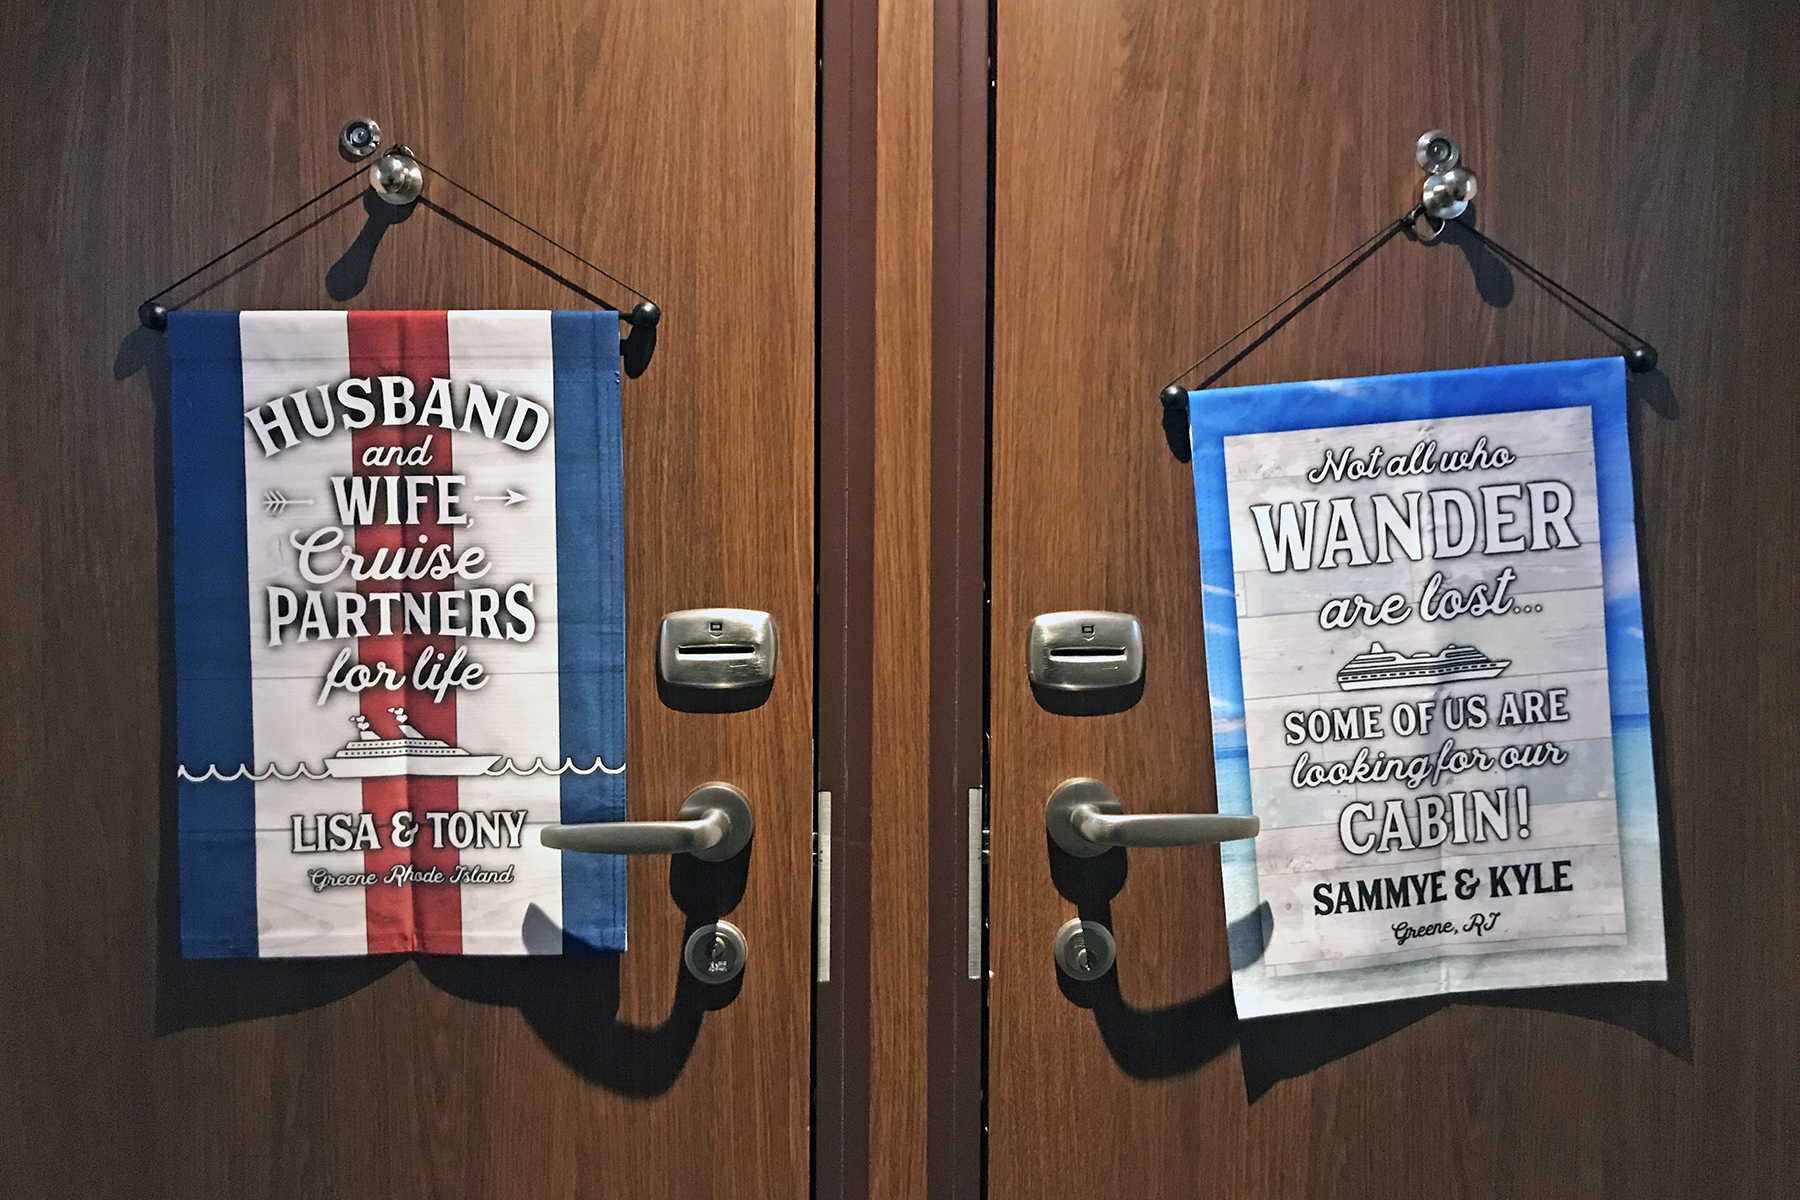 HUSBAND
and
WIFE,
Cruise
PARTNERS
for life
LISA & TONY
Greene Rhode Island
Not all who
WANDER
are lost...
SOME OF US ARE
looking for our
CABIN!
SAMMYE & KYLE
Greene, RI